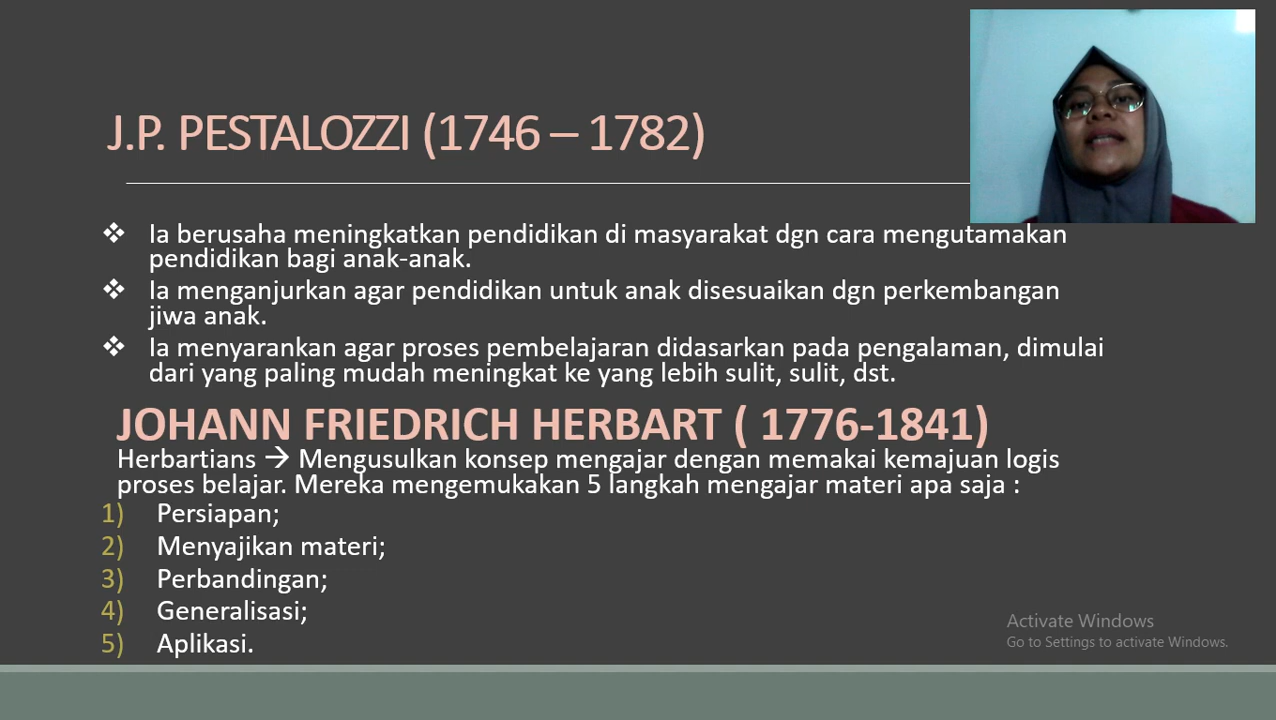 J.P. PESTALOZZI (1746 – 1782)
❖ Ia berusaha meningkatkan pendidikan di masyarakat dgn cara mengutamakan
pendidikan bagi anak-anak.
❖ Ia menganjurkan agar pendidikan untuk anak disesuaikan dgn perkembangan
jiwa anak.
❖ Ia menyarankan agar proses pembelajaran didasarkan pada pengalaman, dimulai
dari yang paling mudah meningkat ke yang lebih sulit, sulit, dst.
JOHANN FRIEDRICH HERBART ( 1776-1841)
Herbartians → Mengusulkan konsep mengajar dengan memakai kemajuan logis
proses belajar. Mereka mengemukakan 5 langkah mengajar materi apa saja :
1) Persiapan;
2) Menyajikan materi;
3) Perbandingan;
4) Generalisasi;
5) Aplikasi.
Activate Windows
Go to Settings to activate Windows.